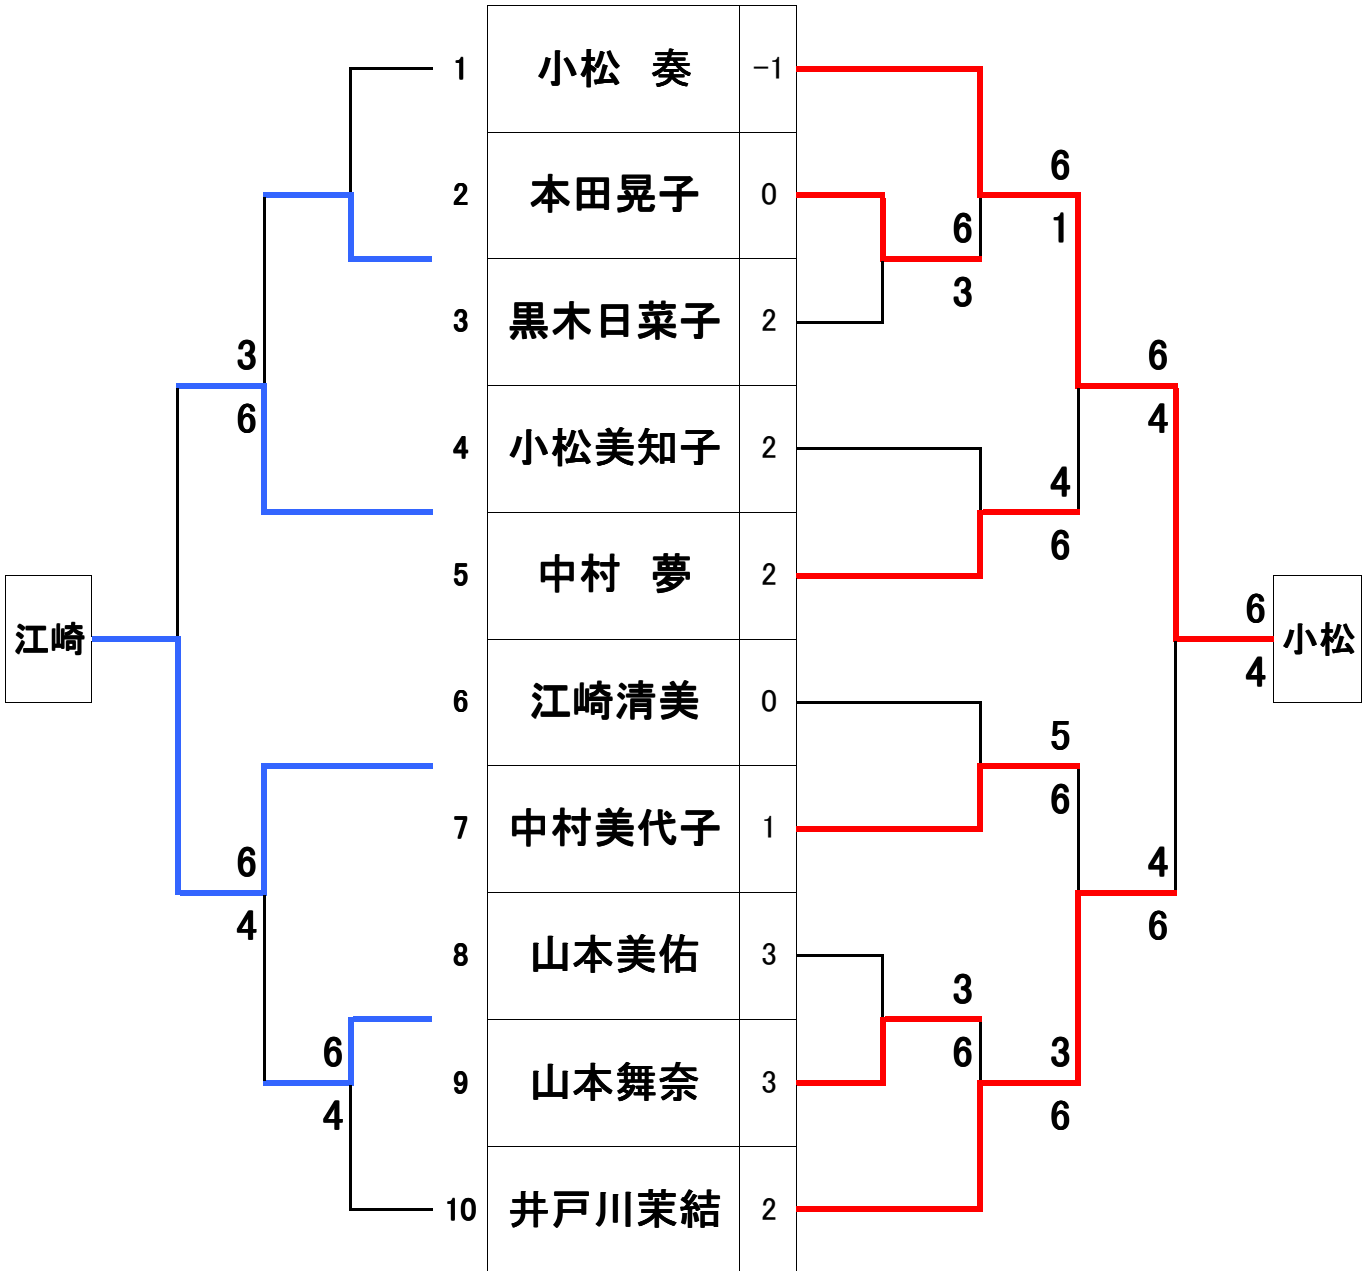 1 小松　奏 -1
6
2 本田晃子 0
6 1
3
3 黒木日菜子 2
3 6
6 4
4 小松美知子 2
4
6
5 中村　夢 2
6
江崎 小松
4
6 江崎清美 0
5
6
7 中村美代子 1
6 4
4 6
8 山本美佑 3
3
6 6 3
9 山本舞奈 3
4 6
10 井戸川茉結 2